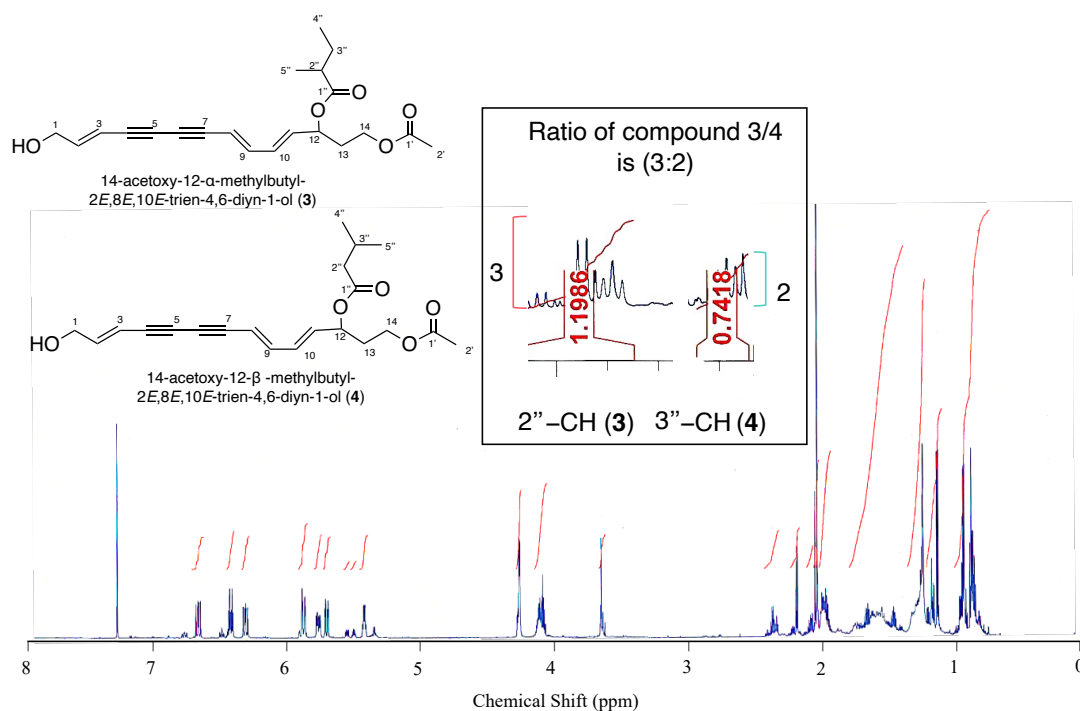 4''
3''
5''
2''
1''
O
O
1
3
5
7
9
10
12
13
14
O
1'
O
2'
HO
14-acetoxy-12-α-methylbutyl-
2E,8E,10E-trien-4,6-diyn-1-ol (3)
4''
3''
5''
2''
1''
O
O
1
3
5
7
9
10
12
13
14
O
1'
O
2'
HO
14-acetoxy-12-β -methylbutyl-
2E,8E,10E-trien-4,6-diyn-1-ol (4)
Ratio of compound 3/4
is (3:2)
3
1.1986
0.7418
2
2”–CH (3) 3”–CH (4)
8 7 6 5 4 3 2 1 0
Chemical Shift (ppm)